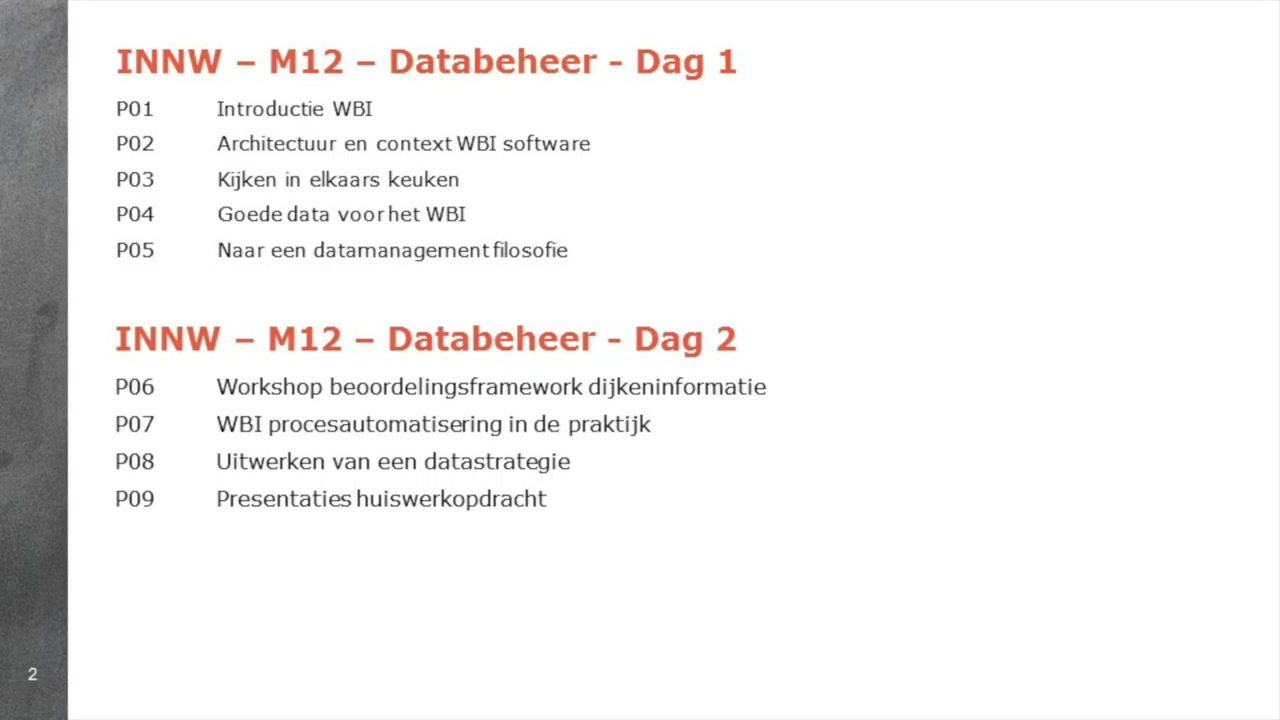 INNW – M12 – Databeheer - Dag 1
P01 Introductie WBI
P02 Architectuur en context WBI software
P03 Kijken in elkaars keuken
P04 Goede data voor het WBI
P05 Naar een datamanagement filosofie
INNW – M12 – Databeheer - Dag 2
P06 Workshop beoordelingsframework dijkeninformatie
P07 WBI procesautomatisering in de praktijk
P08 Uitwerken van een datastrategie
P09 Presentaties huiswerkopdracht
2